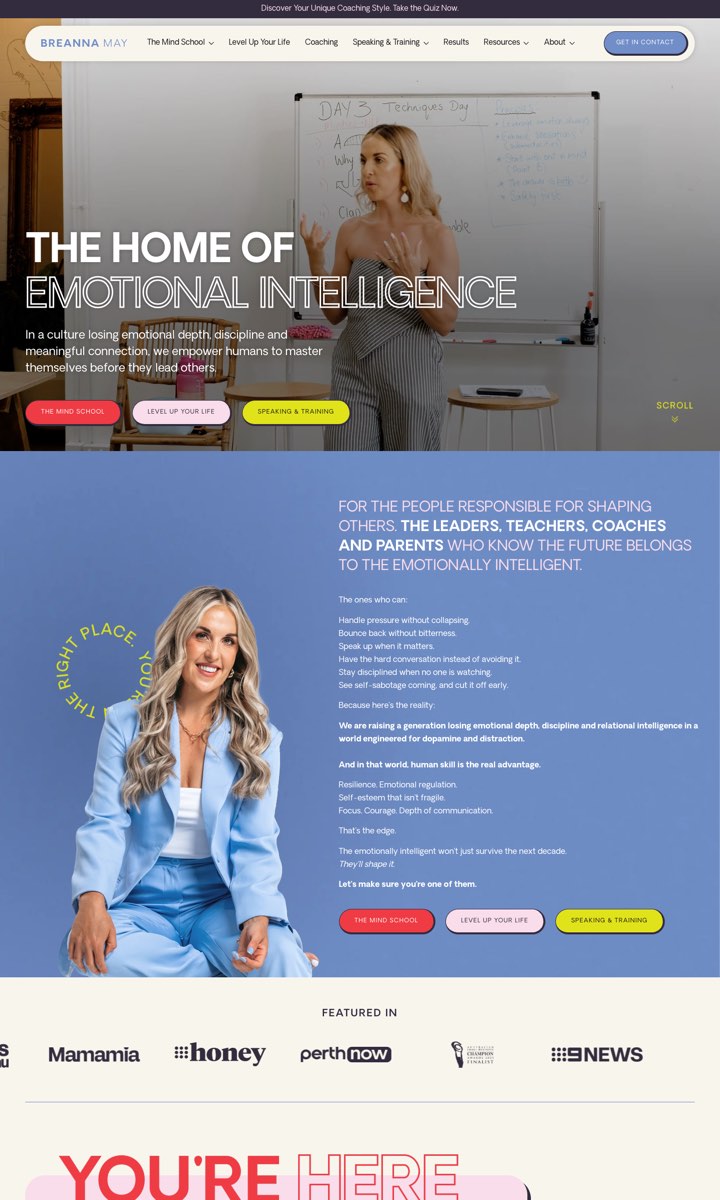 Discover Your Unique Coaching Style. Take the Quiz Now.
BREANNA MAY
The Mind School
Level Up Your Life
Coaching
Speaking & Training
Results
Resources
About
GET IN CONTACT
DAY 3 Techniques Day
Why
THE HOME OF
EMOTIONAL INTELLIGENCE
In a culture losing emotional depth, discipline and
meaningful connection, we empower humans to master
themselves before they lead others.
THE MIND SCHOOL
LEVEL UP YOUR LIFE
SPEAKING & TRAINING
SCROLL
FOR THE PEOPLE RESPONSIBLE FOR SHAPING
OTHERS. THE LEADERS, TEACHERS, COACHES
AND PARENTS WHO KNOW THE FUTURE BELONGS
TO THE EMOTIONALLY INTELLIGENT.
THE RIGHT PLACE.
The ones who can:
Handle pressure without collapsing.
Bounce back without bitterness.
Speak up when it matters.
Have the hard conversation instead of avoiding it.
Stay disciplined when no one is watching.
See self-sabotage coming, and cut it off early.
Because here's the reality:
We are raising a generation losing emotional depth, discipline and relational intelligence in a
world engineered for dopamine and distraction.
And in that world, human skill is the real advantage.
Resilience. Emotional regulation.
Self-esteem that isn't fragile.
Focus. Courage. Depth of communication.
That's the edge.
The emotionally intelligent won't just survive the next decade.
They'll shape it.
Let's make sure you're one of them.
THE MIND SCHOOL
LEVEL UP YOUR LIFE
SPEAKING & TRAINING
FEATURED IN
Mamamia
honey
perthnow
CHAMPION
FINALIST
9NEWS
YOU'RE HERE